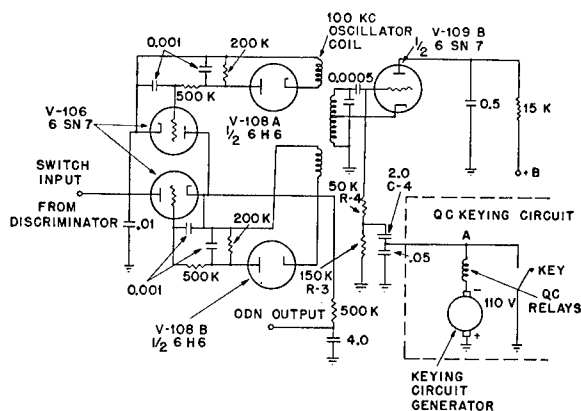 100 KC
OSCILLATOR
COIL
V-109 B
1/2 6 SN 7
0.001
200 K
500 K
0.0005
V-106
6 SN 7
V-108 A
1/2 6 H 6
0.5
15 K
+B
SWITCH
INPUT
FROM
DISCRIMINATOR
.01
200 K
50 K
R-4
2.0
C-4
QC KEYING CIRCUIT
A
.05
KEY
500 K
150K
R-3
0.001
QC
RELAYS
110 V
-
+
V-108 B
1/2 6 H 6
500 K
ODN OUTPUT
4.0
KEYING
CIRCUIT
GENERATOR